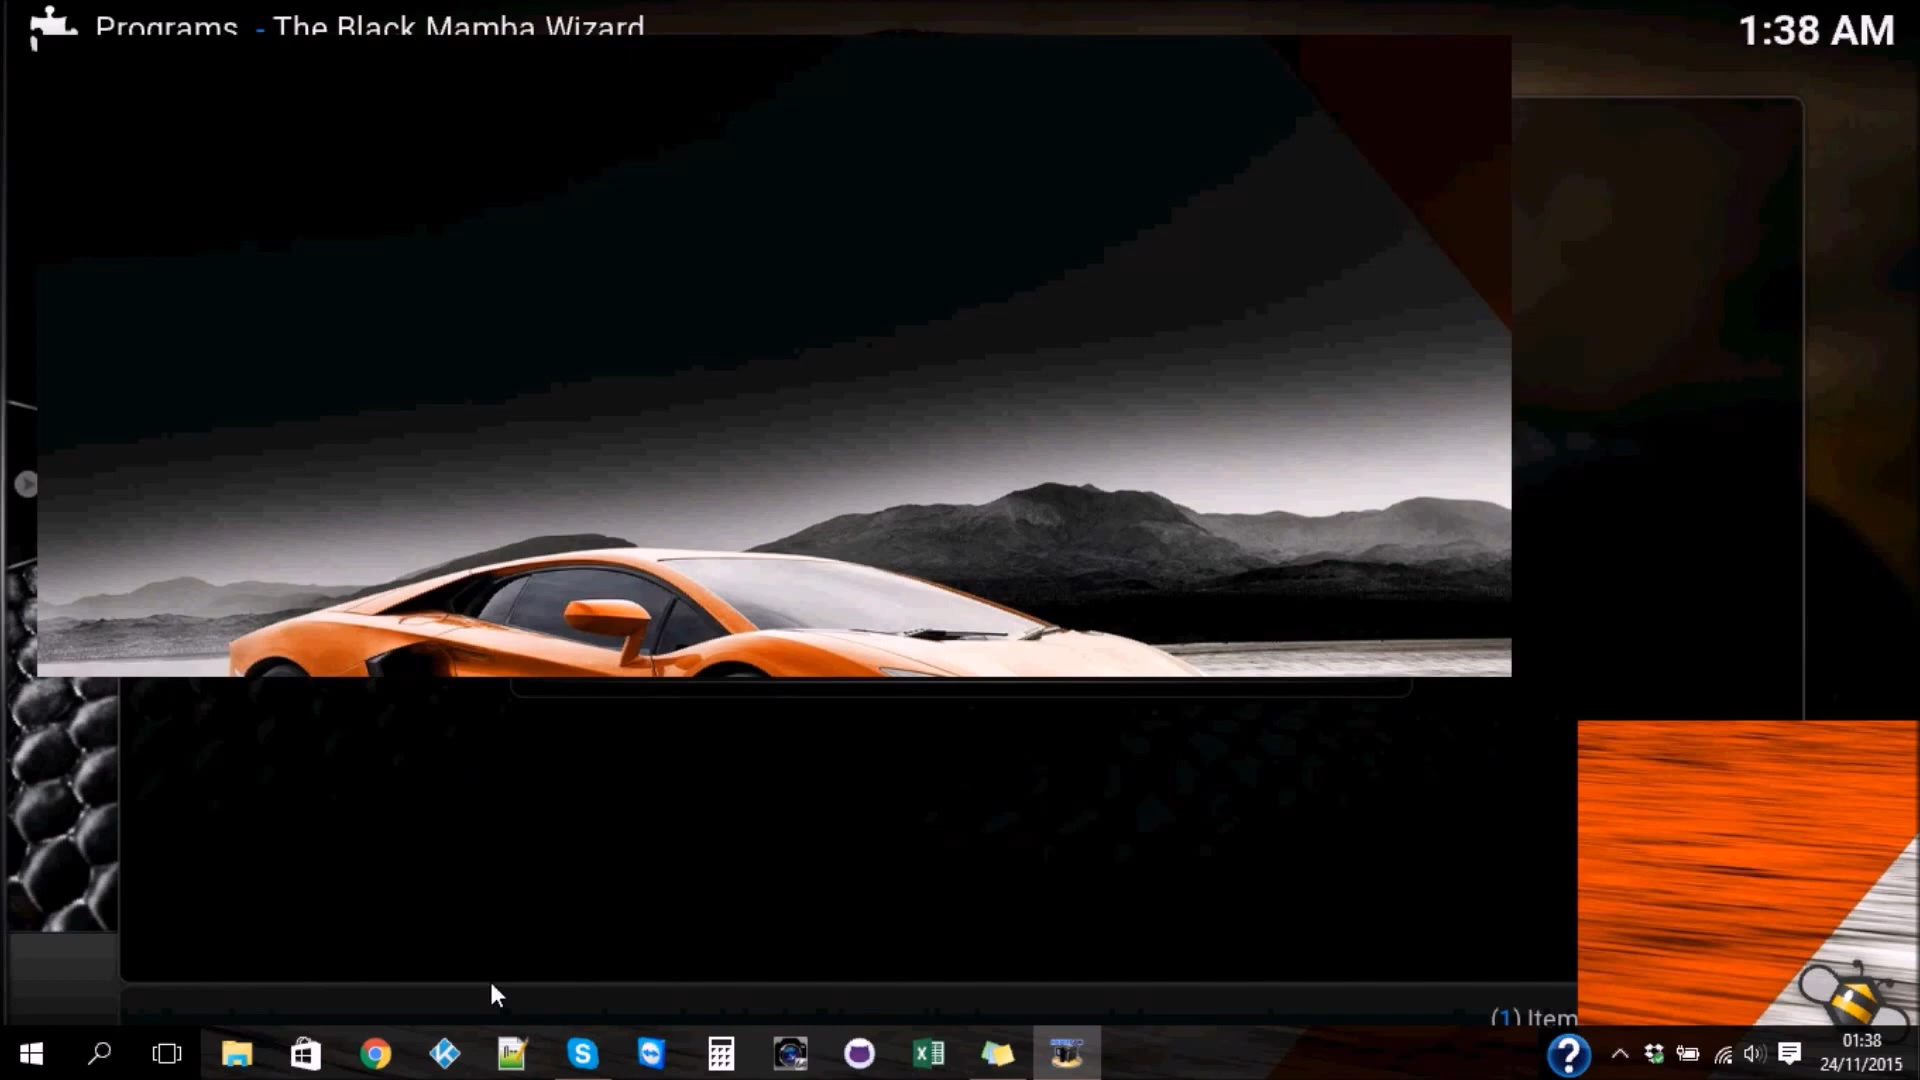 Programs - The Black Mamba Wizard
1:38 AM
(1) Item
01:38
24/11/2015